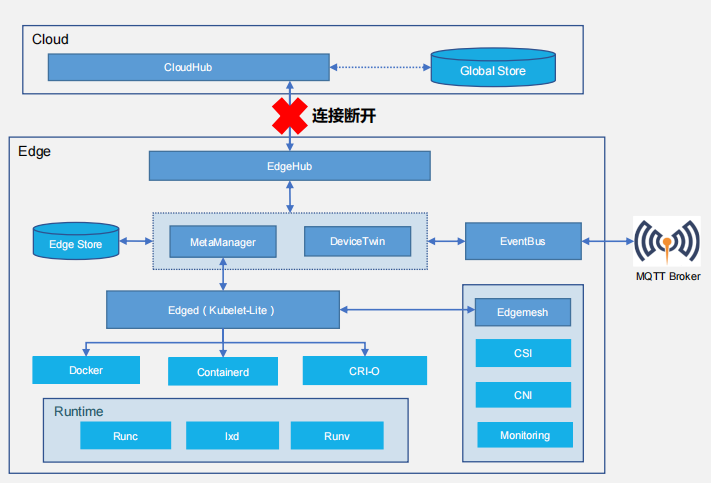 Cloud
CloudHub
Global Store
连接断开
Edge
EdgeHub
MetaManager
DeviceTwin
Edge Store
EventBus
MQTT Broker
Edged ( Kubelet-Lite )
Edgemesh
CSI
CNI
Monitoring
Docker
Containerd
CRI-O
Runtime
Runc
lxd
Runv